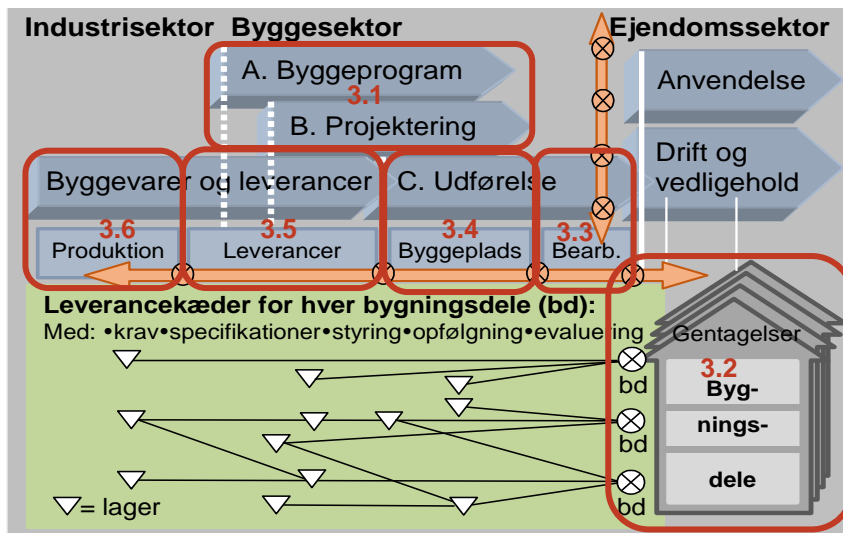 Industrisektor Byggesektor Ejendomssektor
A. Byggeprogram
3.1
B. Projektering
Anvendelse
Byggevarer og leverancer
C. Udførelse
Drift og
vedligehold
3.6
3.5
3.4
3.3
Produktion
Leverancer
Byggeplads
Bearb.
Leverancekæder for hver bygningsdele (bd):
Med: •krav•specifikationer•styring•opfølgning•evaluering
Gentagelser
3.2
bd
Byg-
nings-
bd
dele
bd
= lager